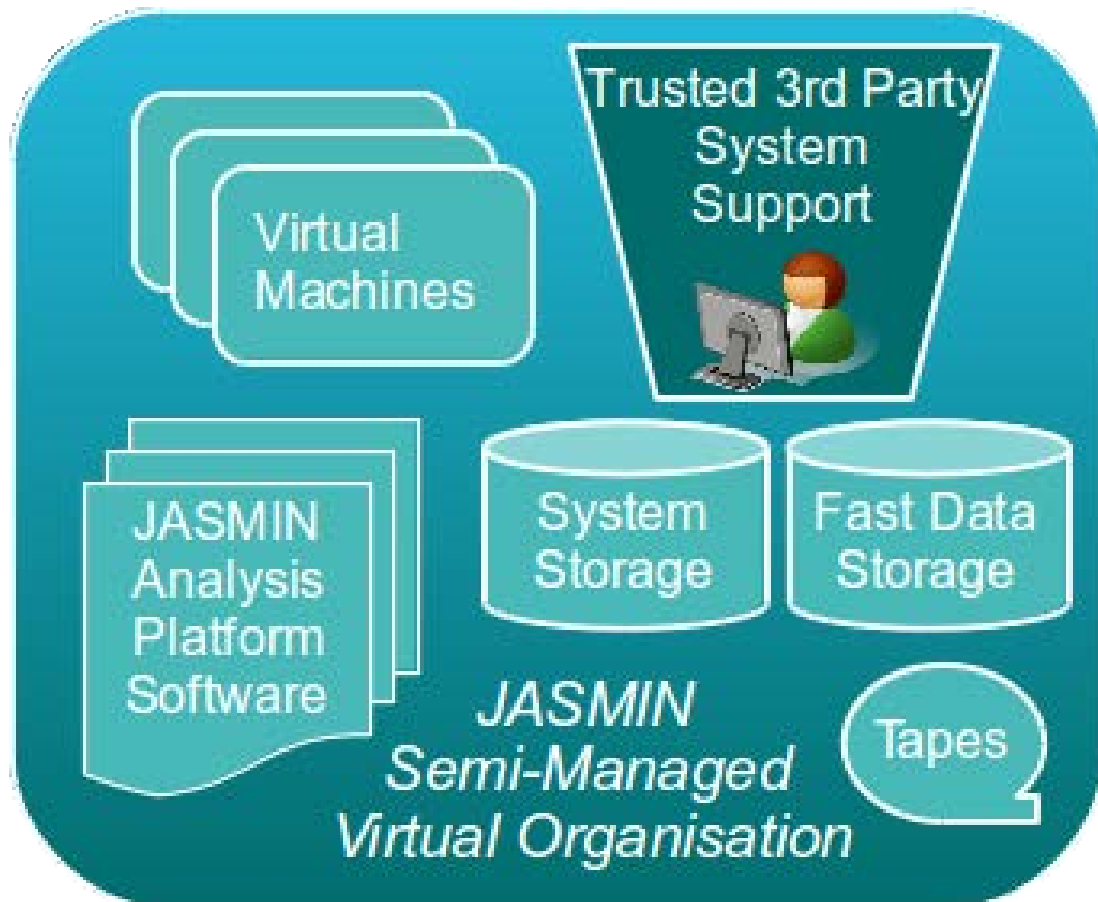 Trusted 3rd Party
System
Support
Virtual
Machines
JASMIN
Analysis
Platform
Software
System
Storage
Fast Data
Storage
Tapes
JASMIN
Semi-Managed
Virtual Organisation